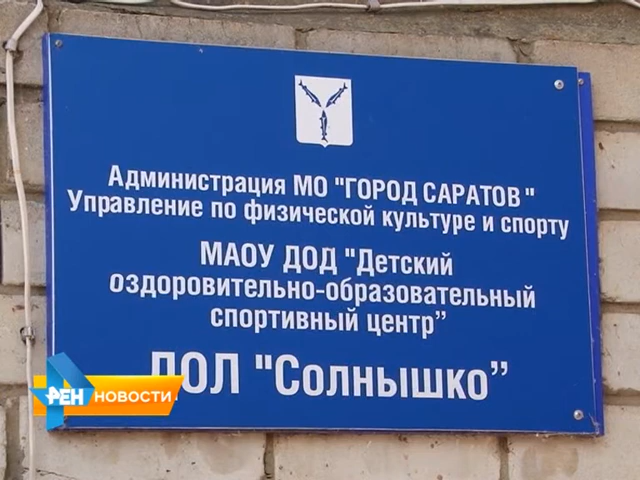 Администрация МО "ГОРОД САРАТОВ"
Управление по физической культуре и спорту
МАОУ ДОД "Детский
оздоровительно-образовательный
спортивный центр”
ДОЛ "Солнышко”
РЕН НОВОСТИ